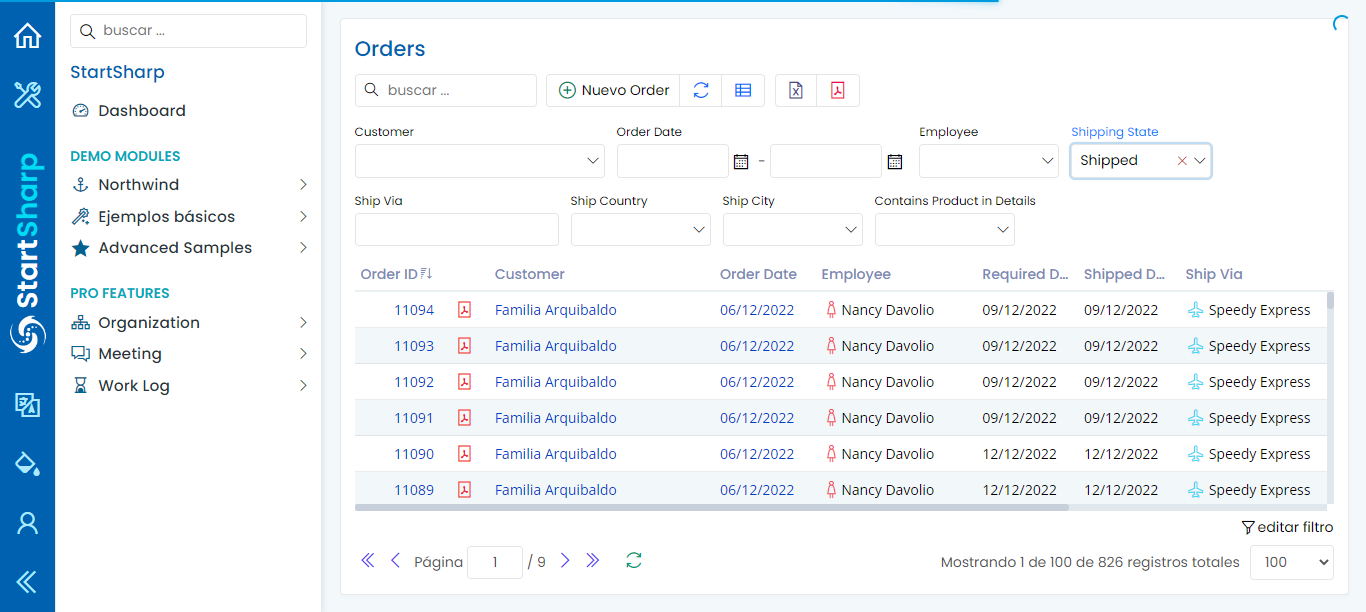 buscar ...
StartSharp
Dashboard
DEMO MODULES
Northwind
Ejemplos básicos
Advanced Samples
PRO FEATURES
Organization
Meeting
Work Log
StartSharp
Orders
buscar ...
Nuevo Order
Customer
Order Date
Employee
Shipping State
-
Shipped
Ship Via
Ship Country
Ship City
Contains Product in Details
Order ID Customer Order Date Employee Required D... Shipped D... Ship Via
11094 Familia Arquibaldo 06/12/2022 Nancy Davolio 09/12/2022 09/12/2022 Speedy Express
11093 Familia Arquibaldo 06/12/2022 Nancy Davolio 09/12/2022 09/12/2022 Speedy Express
11092 Familia Arquibaldo 06/12/2022 Nancy Davolio 09/12/2022 09/12/2022 Speedy Express
11091 Familia Arquibaldo 06/12/2022 Nancy Davolio 09/12/2022 09/12/2022 Speedy Express
11090 Familia Arquibaldo 06/12/2022 Nancy Davolio 12/12/2022 12/12/2022 Speedy Express
11089 Familia Arquibaldo 06/12/2022 Nancy Davolio 12/12/2022 12/12/2022 Speedy Express
editar filtro
Página 1 / 9
Mostrando 1 de 100 de 826 registros totales 100